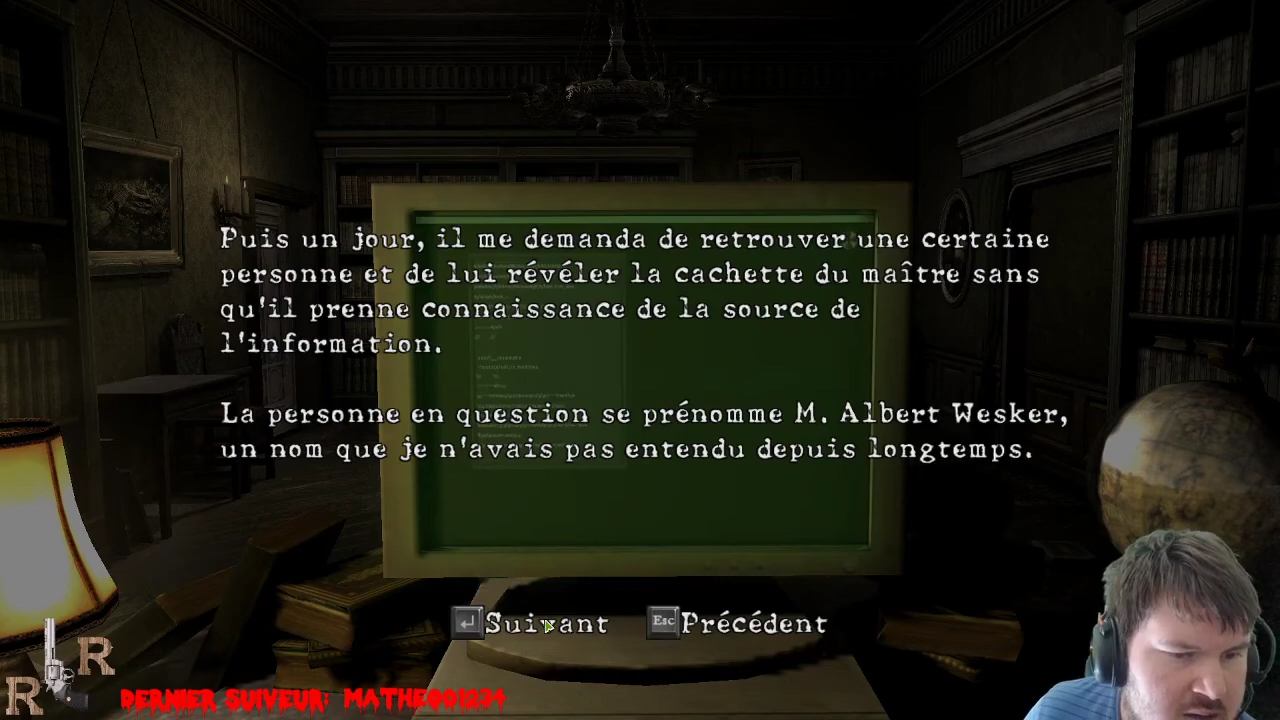 Puis un jour, il me demanda de retrouver une certaine
personne et de lui révéler la cachette du maître sans
qu'il prenne connaissance de la source de
l'information.
La personne en question se prénomme M. Albert Wesker,
un nom que je n'avais pas entendu depuis longtemps.
Suivant
Esc Précédent
R
R
DERNIER SUIVEUR: MATHEO01234